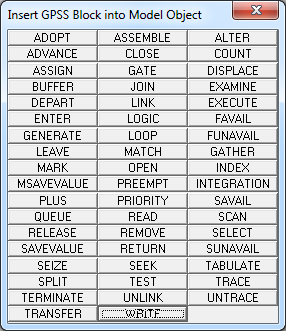 Insert GPSS Block into Model Object
ADOPT ASSEMBLE ALTER
ADVANCE CLOSE COUNT
ASSIGN GATE DISPLACE
BUFFER JOIN EXAMINE
DEPART LINK EXECUTE
ENTER LOGIC FAVAIL
GENERATE LOOP FUNAVAIL
LEAVE MATCH GATHER
MARK OPEN INDEX
MSAVEVALUE PREEMPT INTEGRATION
PLUS PRIORITY SAVAIL
QUEUE READ SCAN
RELEASE REMOVE SELECT
SAVEVALUE RETURN SUNAVAIL
SEIZE SEEK TABULATE
SPLIT TEST TRACE
TERMINATE UNLINK UNTRACE
TRANSFER WRITE